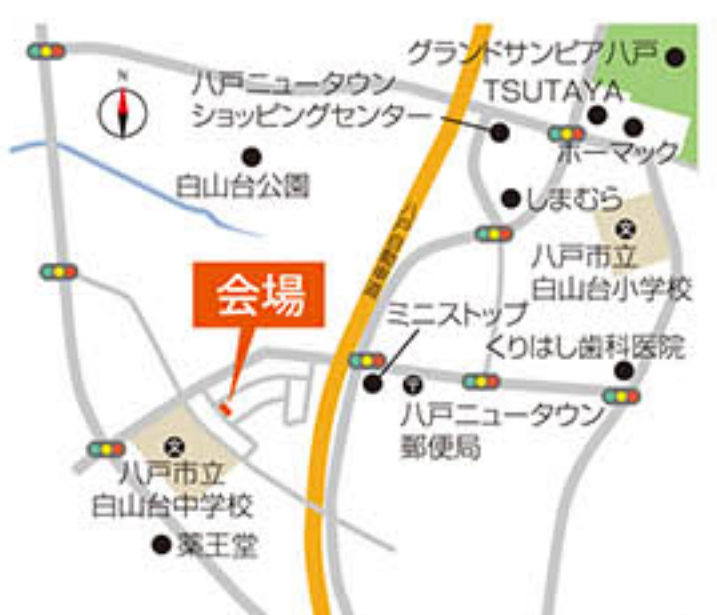 グランドサンピア八戸
TSUTAYA
八戸ニュータウン
ショッピングセンター
N
ホーマック
白山台公園
しまむら
八戸市立
白山台小学校
会場
ミニストップ
くりはし歯科医院
八戸ニュータウン
郵便局
八戸市立
白山台中学校
薬王堂